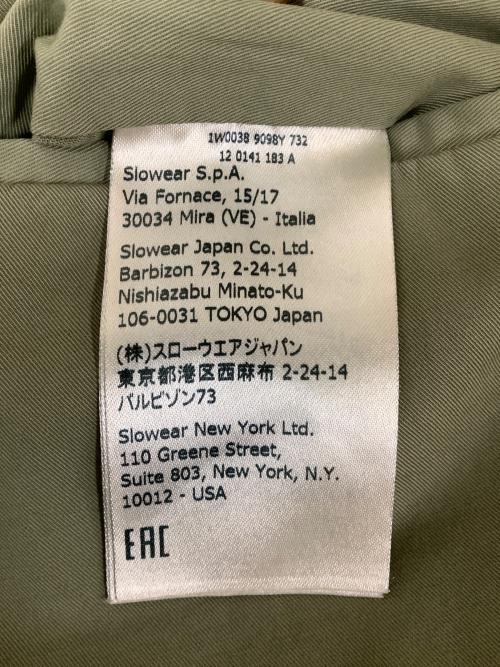 1W0038 9098Y 732
12 0141 183 A
Slowear S.p.A.
Via Fornace, 15/17
30034 Mira (VE) - Italia
Slowear Japan Co. Ltd.
Barbizon 73, 2-24-14
Nishiazabu Minato-Ku
106-0031 TOKYO Japan
(株)スローウエアジャパン
東京都港区西麻布 2-24-14
バルビゾン73
Slowear New York Ltd.
110 Greene Street,
Suite 803, New York, N.Y.
10012 - USA
EAC